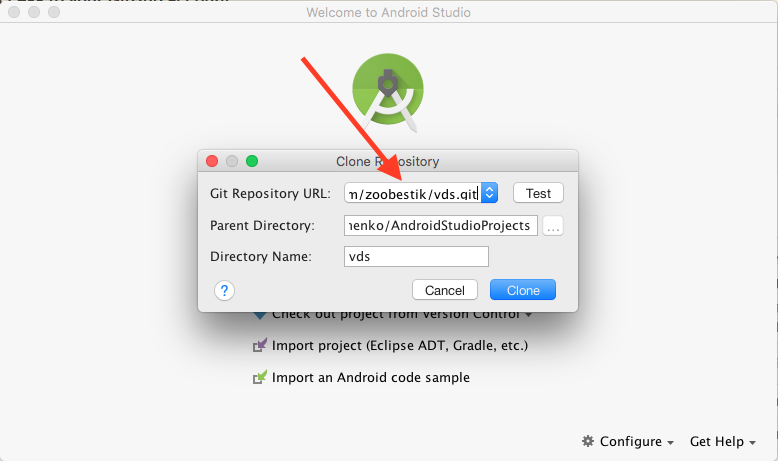 Welcome to Android Studio
Clone Repository
Git Repository URL: m/zoobestik/vds.git Test
Parent Directory: nenko/AndroidStudioProjects ...
Directory Name: vds
? Cancel Clone
Check out project from Version Control
Import project (Eclipse ADT, Gradle, etc.)
Import an Android code sample
Configure Get Help